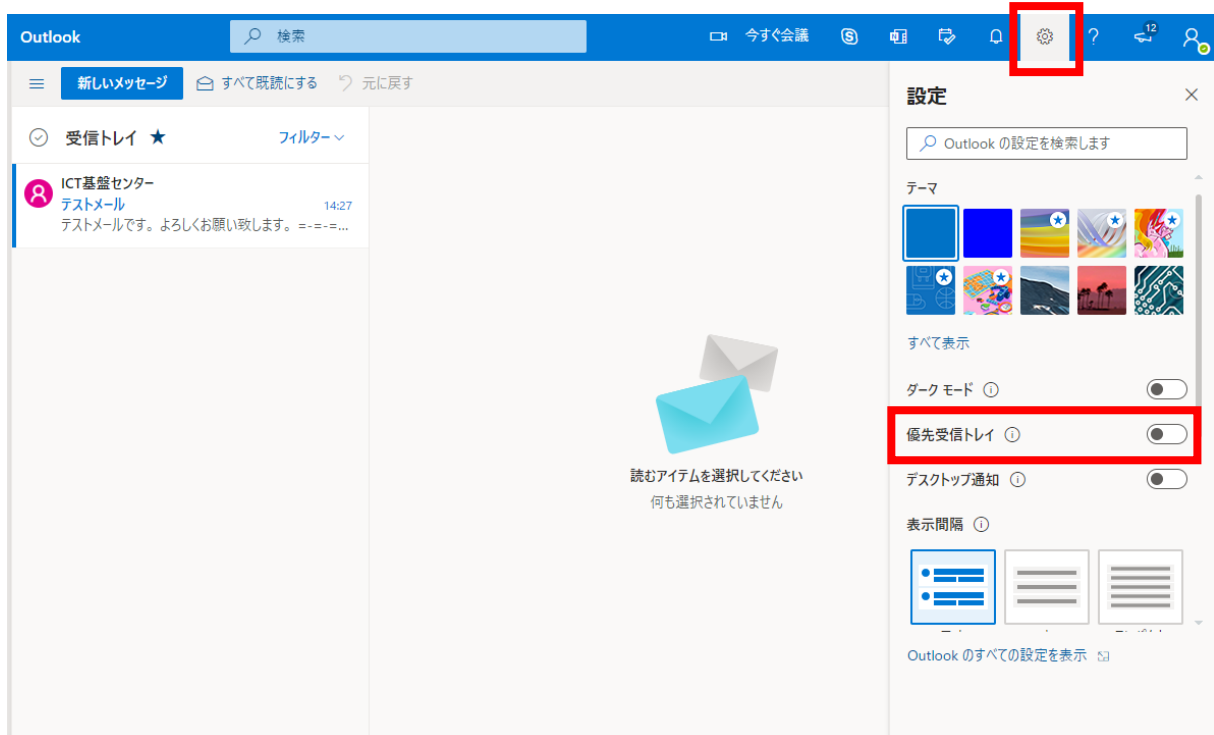 Outlook
検索
今すぐ会議
12
新しいメッセージ
すべて既読にする
元に戻す
受信トレイ
フィルター
ICT基盤センター
テストメール
14:27
テストメールです。よろしくお願い致します。=-=-=...
読むアイテムを選択してください
何も選択されていません
設定
Outlook の設定を検索します
テーマ
すべて表示
ダーク モード
優先受信トレイ
デスクトップ通知
表示間隔
Outlook のすべての設定を表示